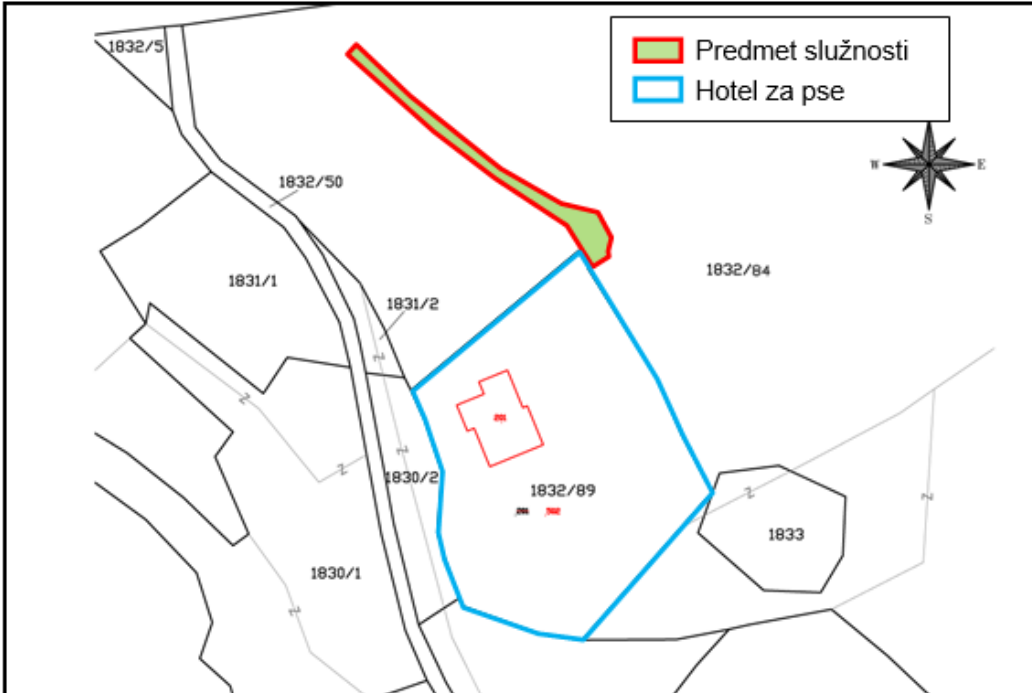 Predmet služnosti
Hotel za pse
W
E
S
1832/5
1832/50
1831/1
1831/2
1832/84
1830/2
1832/89
1833
1830/1
Z
Z
Z
Z
Z
Z
Z